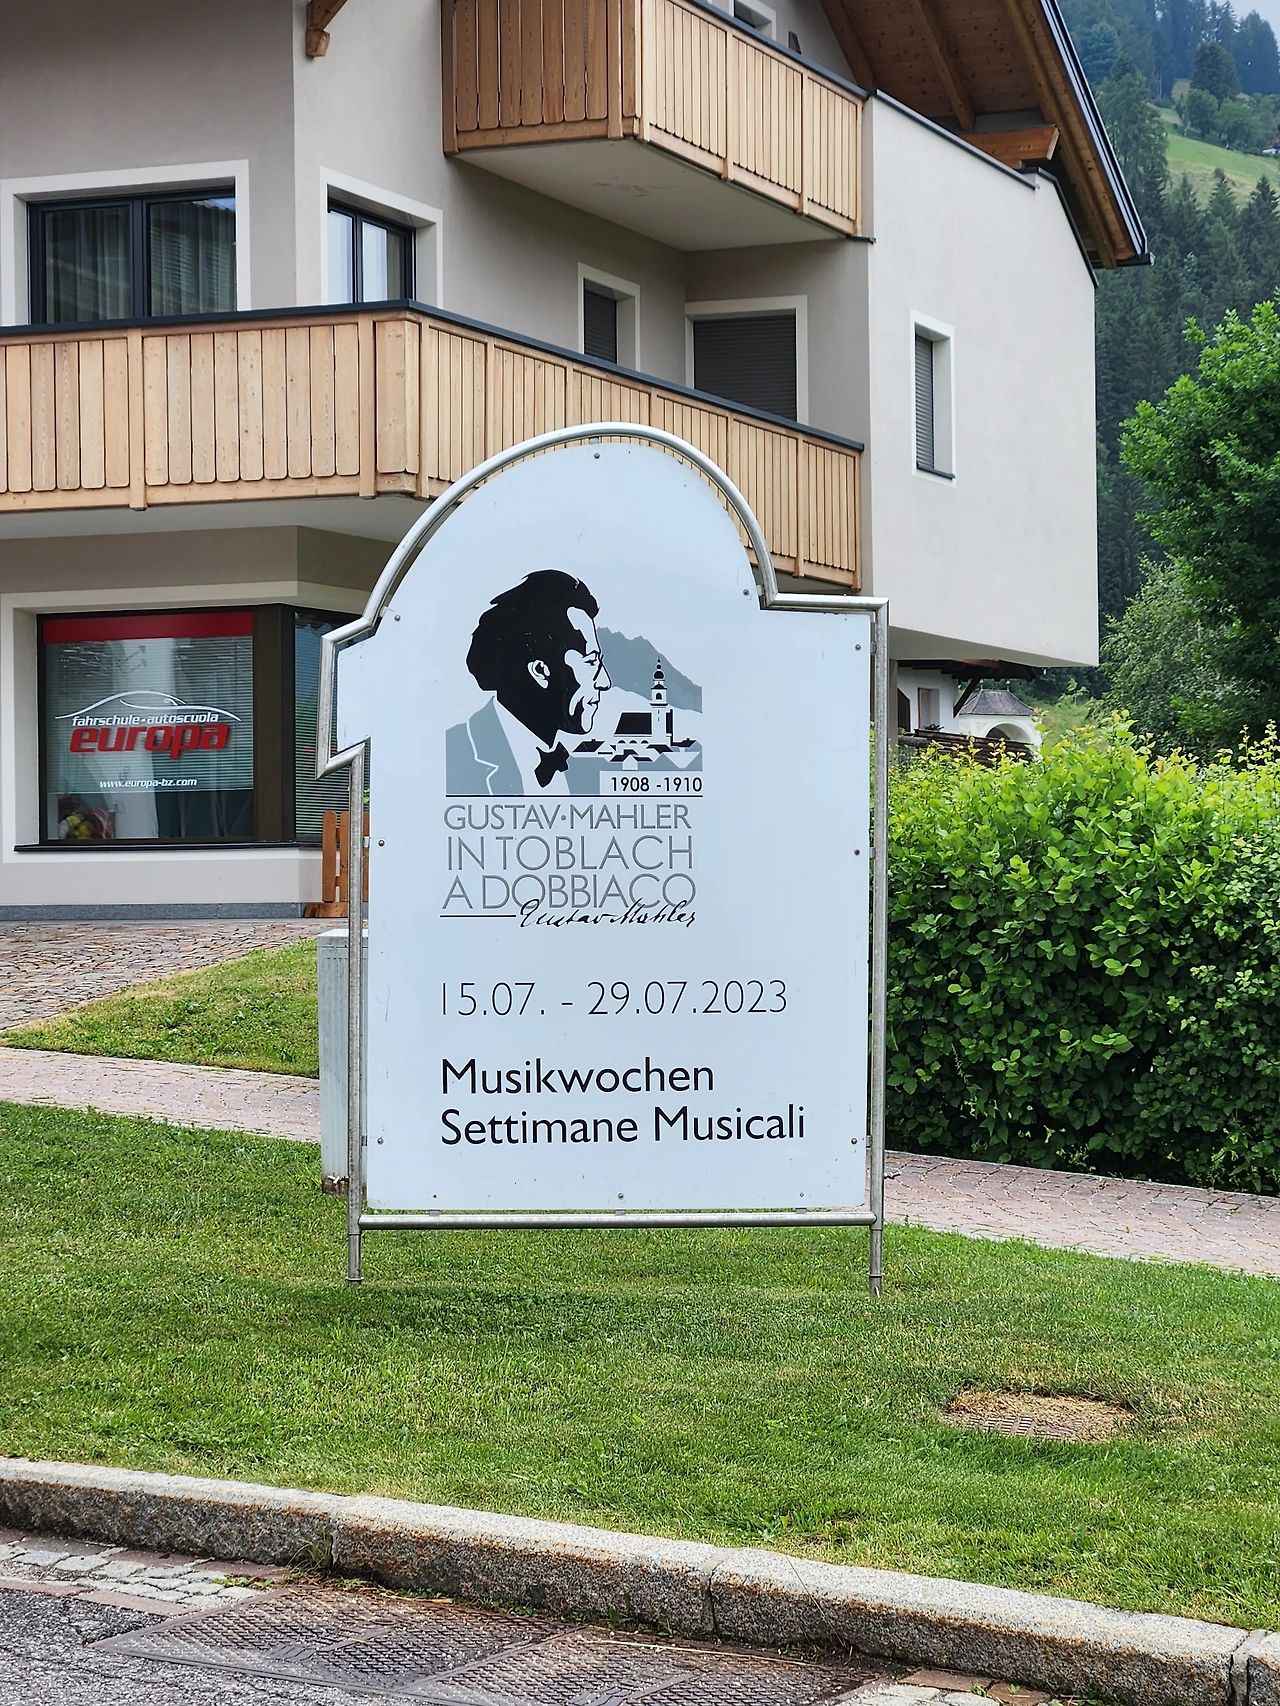 fahrschule-autoscuola
europa
www.europa-bz.com
1908 -1910
GUSTAV·MAHLER
IN TOBLACH
A DOBBIACO
Gustav Mahler
15.07. - 29.07.2023
Musikwochen
Settimane Musicali